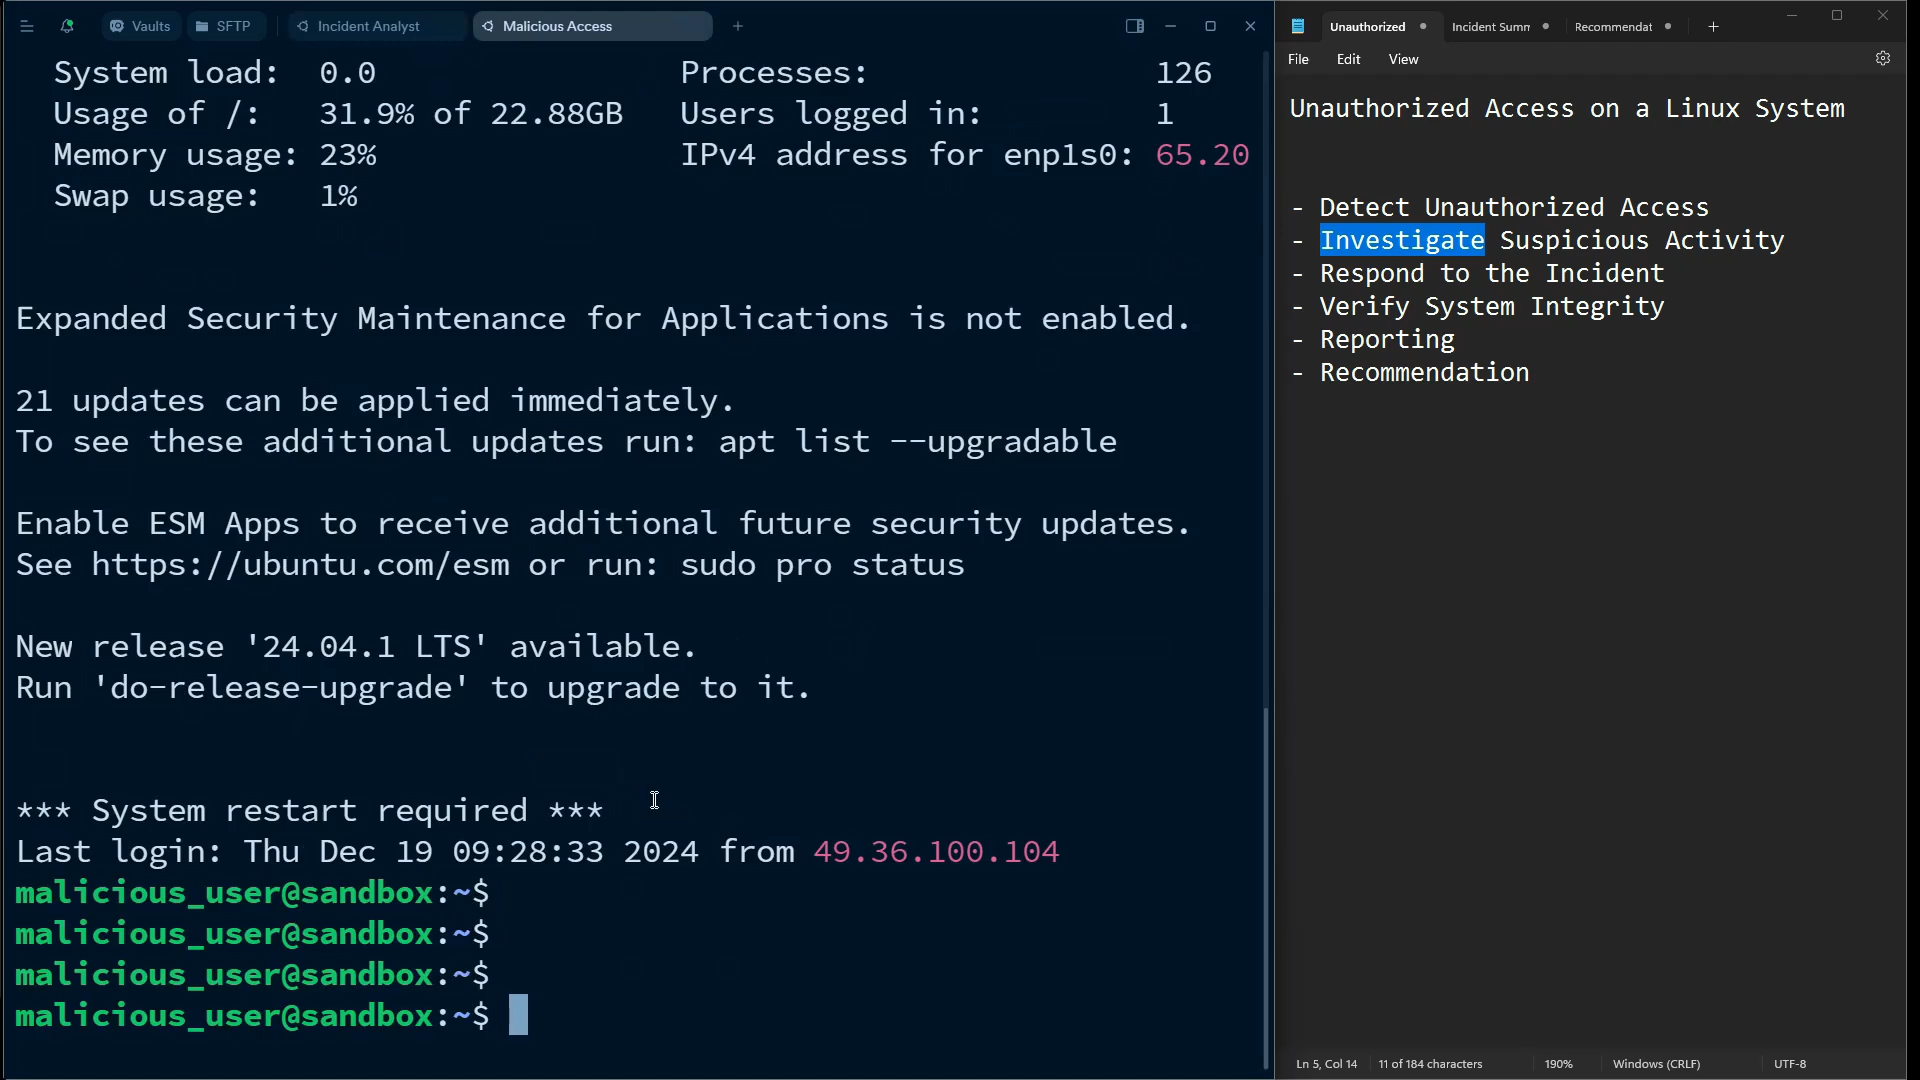 Vaults SFTP Incident Analyst Malicious Access
System load: 0.0 Processes: 126
Usage of /: 31.9% of 22.88GB Users logged in: 1
Memory usage: 23% IPv4 address for enp1s0: 65.20
Swap usage: 1%
Expanded Security Maintenance for Applications is not enabled.
21 updates can be applied immediately.
To see these additional updates run: apt list --upgradable
Enable ESM Apps to receive additional future security updates.
See https://ubuntu.com/esm or run: sudo pro status
New release '24.04.1 LTS' available.
Run 'do-release-upgrade' to upgrade to it.
*** System restart required ***
Last login: Thu Dec 19 09:28:33 2024 from 49.36.100.104
malicious_user@sandbox:~$
malicious_user@sandbox:~$
malicious_user@sandbox:~$
malicious_user@sandbox:~$
Unauthorized Incident Summ Recommendat
File Edit View
Unauthorized Access on a Linux System
- Detect Unauthorized Access
- Investigate Suspicious Activity
- Respond to the Incident
- Verify System Integrity
- Reporting
- Recommendation
Ln 5, Col 14 11 of 184 characters 190% Windows (CRLF) UTF-8